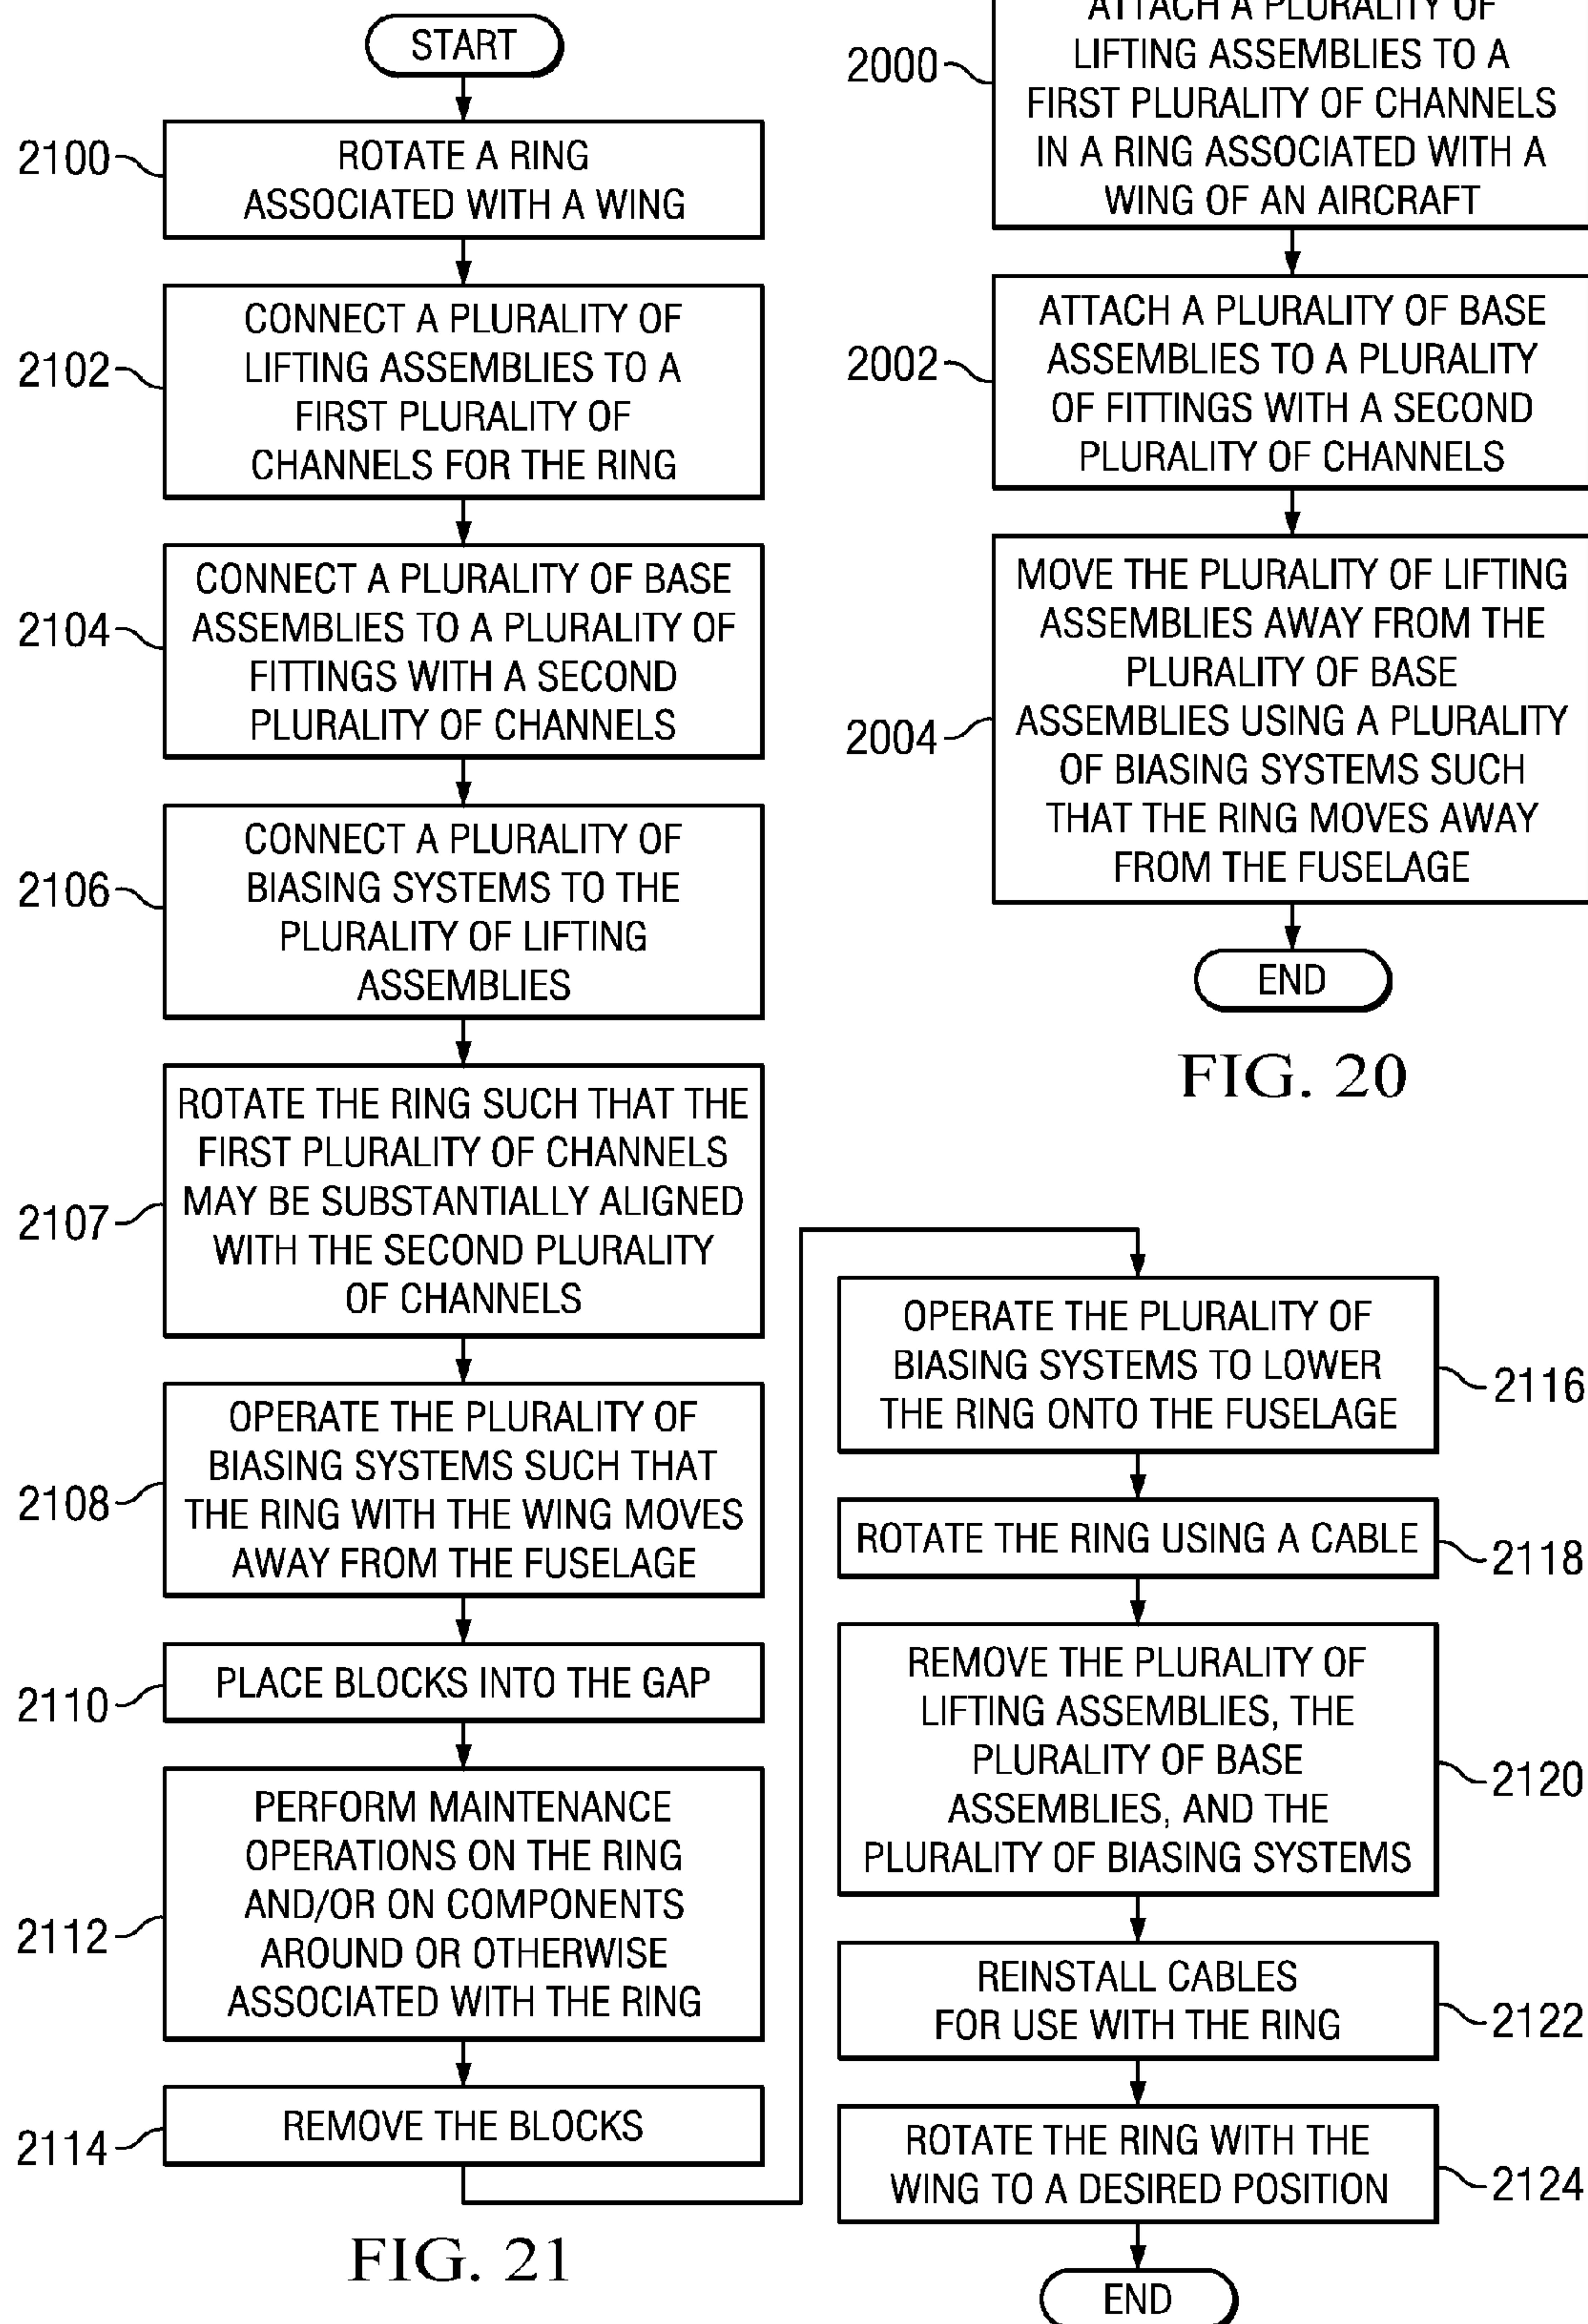 START
2100
ROTATE A RING
ASSOCIATED WITH A WING
2102
CONNECT A PLURALITY OF
LIFTING ASSEMBLIES TO A
FIRST PLURALITY OF
CHANNELS FOR THE RING
2104
CONNECT A PLURALITY OF BASE
ASSEMBLIES TO A PLURALITY OF
FITTINGS WITH A SECOND
PLURALITY OF CHANNELS
2106
CONNECT A PLURALITY OF
BIASING SYSTEMS TO THE
PLURALITY OF LIFTING
ASSEMBLIES
2107
ROTATE THE RING SUCH THAT THE
FIRST PLURALITY OF CHANNELS
MAY BE SUBSTANTIALLY ALIGNED
WITH THE SECOND PLURALITY
OF CHANNELS
2108
OPERATE THE PLURALITY OF
BIASING SYSTEMS SUCH THAT
THE RING WITH THE WING MOVES
AWAY FROM THE FUSELAGE
2110
PLACE BLOCKS INTO THE GAP
2112
PERFORM MAINTENANCE
OPERATIONS ON THE RING
AND/OR ON COMPONENTS
AROUND OR OTHERWISE
ASSOCIATED WITH THE RING
2114
REMOVE THE BLOCKS
OPERATE THE PLURALITY OF
BIASING SYSTEMS TO LOWER
THE RING ONTO THE FUSELAGE
2116
ROTATE THE RING USING A CABLE
2118
REMOVE THE PLURALITY OF
LIFTING ASSEMBLIES, THE
PLURALITY OF BASE
ASSEMBLIES, AND THE
PLURALITY OF BIASING SYSTEMS
2120
REINSTALL CABLES
FOR USE WITH THE RING
2122
ROTATE THE RING WITH THE
WING TO A DESIRED POSITION
2124
END
FIG. 21
ATTACH A PLURALITY OF
2000
LIFTING ASSEMBLIES TO A
FIRST PLURALITY OF CHANNELS
IN A RING ASSOCIATED WITH A
WING OF AN AIRCRAFT
2002
ATTACH A PLURALITY OF BASE
ASSEMBLIES TO A PLURALITY
OF FITTINGS WITH A SECOND
PLURALITY OF CHANNELS
2004
MOVE THE PLURALITY OF LIFTING
ASSEMBLIES AWAY FROM THE
PLURALITY OF BASE
ASSEMBLIES USING A PLURALITY
OF BIASING SYSTEMS SUCH
THAT THE RING MOVES AWAY
FROM THE FUSELAGE
END
FIG. 20